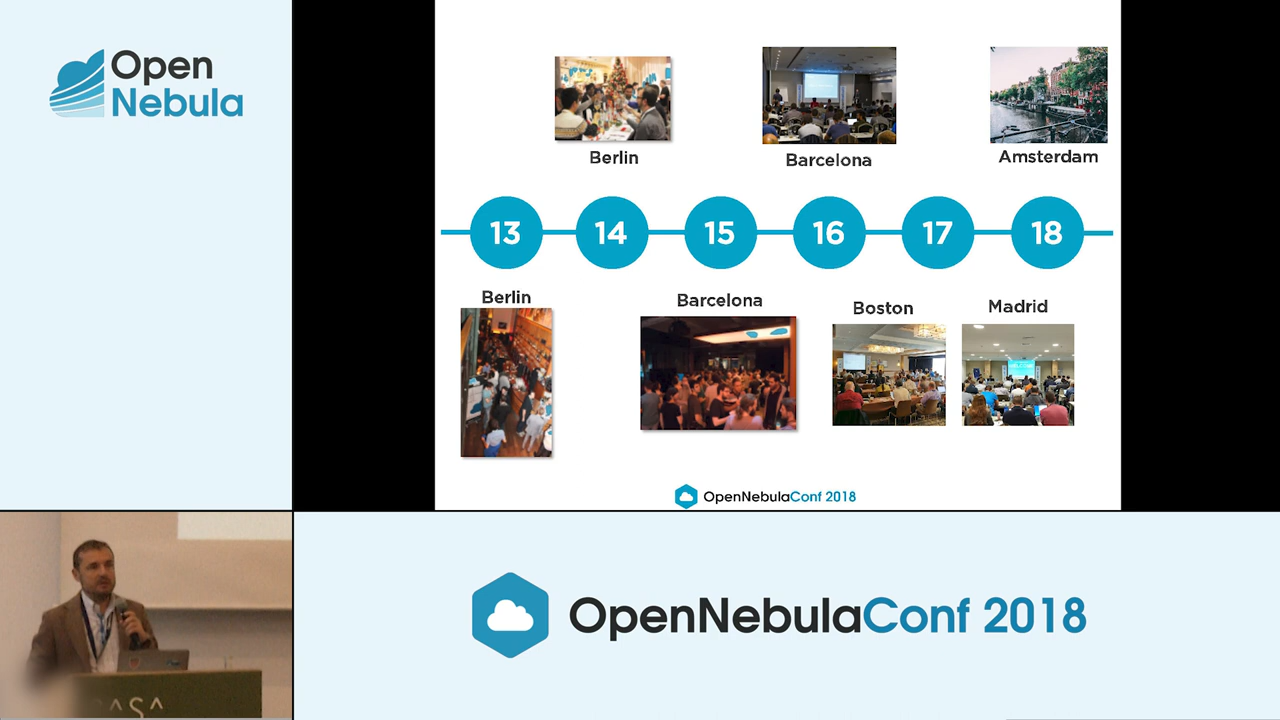 Open
Nebula
Berlin
Barcelona
Amsterdam
13
14
15
16
17
18
Berlin
Barcelona
Boston
Madrid
OpenNebulaConf 2018
OpenNebulaConf 2018